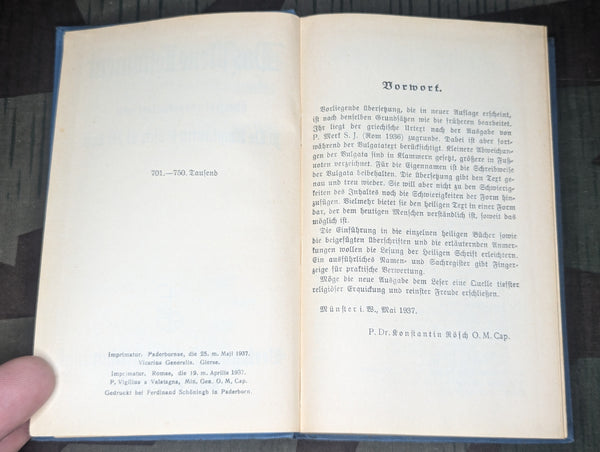 701.—750. Tausend
Imprimatur. Paderbornae, die 25. m. Maji 1937.
Vicarius Generalis. Gierse.
Imprimatur. Romae, die 19. m. Aprilis 1937.
P. Vigilius a Valstagna, Min. Gen. O. M. Cap.
Gedruckt bei Ferdinand Schöningh in Paderborn.
Vorwort.
Vorliegende Übersetzung, die in neuer Auflage erscheint,
ist nach denselben Grundsätzen wie die früheren bearbeitet.
Ihr liegt der griechische Urtext nach der Ausgabe von
P. Merk S. J. (Rom 1936) zugrunde. Dabei ist aber fort-
während der Vulgatatext berücksichtigt. Kleinere Abweichun-
gen der Vulgata sind in Klammern gesetzt, größere in Fuß-
noten verzeichnet. Für die Eigennamen ist die Schreibweise
der Vulgata beibehalten. Die Übersetzung gibt den Text ge-
nau und treu wieder. Sie will aber nicht zu den Schwierig-
keiten des Inhaltes noch die Schwierigkeiten der Form hin-
zufügen. Vielmehr bietet sie den heiligen Text in einer Form
dar, der dem heutigen Menschen verständlich ist, soweit das
möglich ist.
Die Einführung in die einzelnen heiligen Bücher sowie
die beigefügten Überschriften und die erläuternden Anmer-
kungen wollen die Lesung der Heiligen Schrift erleichtern.
Ein ausführliches Namen- und Sachregister gibt Finger-
zeige für praktische Verwertung.
Möge die neue Ausgabe dem Leser eine Quelle tiefster
religiöser Erquickung und reinster Freude erschließen.
Münster i. W., Mai 1937.
P. Dr. Konstantin Rösch O. M. Cap.